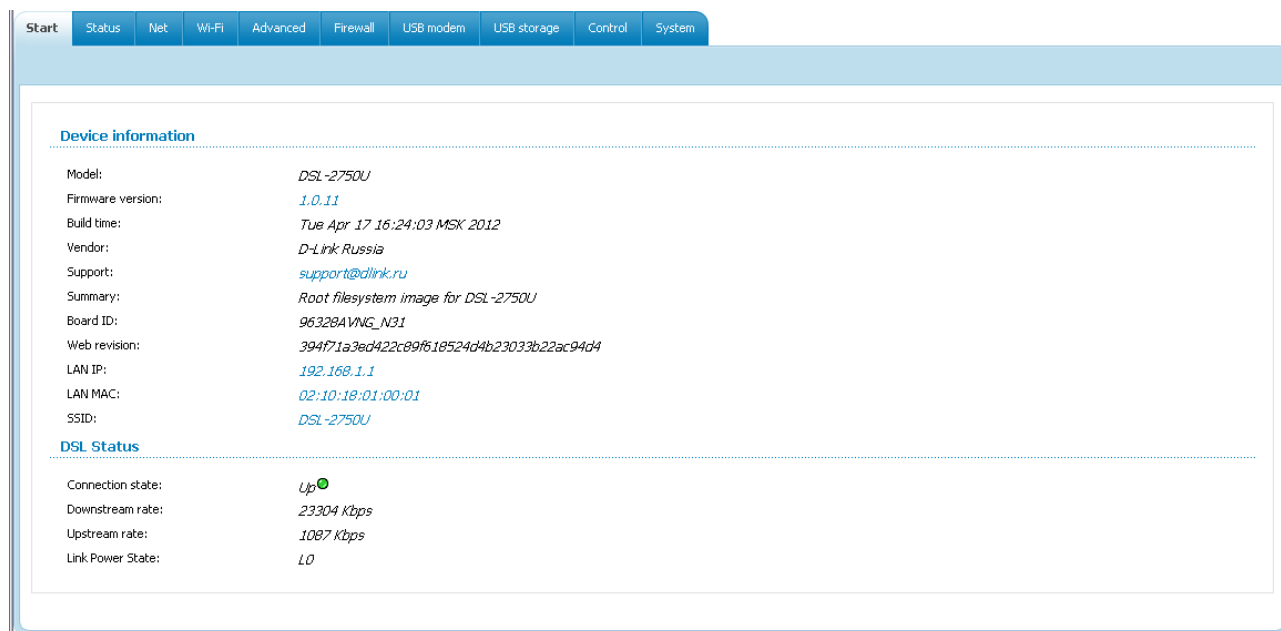 Start Status Net Wi-Fi Advanced Firewall USB modem USB storage Control System
Device information
Model: DSL-2750U
Firmware version: 1.0.11
Build time: Tue Apr 17 16:24:03 MSK 2012
Vendor: D-Link Russia
Support: support@dlink.ru
Summary: Root filesystem image for DSL-2750U
Board ID: 96328AVNG_N31
Web revision: 394f71a3ed422c89f618524d4b23033b22ac94d4
LAN IP: 192.168.1.1
LAN MAC: 02:10:18:01:00:01
SSID: DSL-2750U
DSL Status
Connection state: Up
Downstream rate: 23304 Kbps
Upstream rate: 1087 Kbps
Link Power State: L0